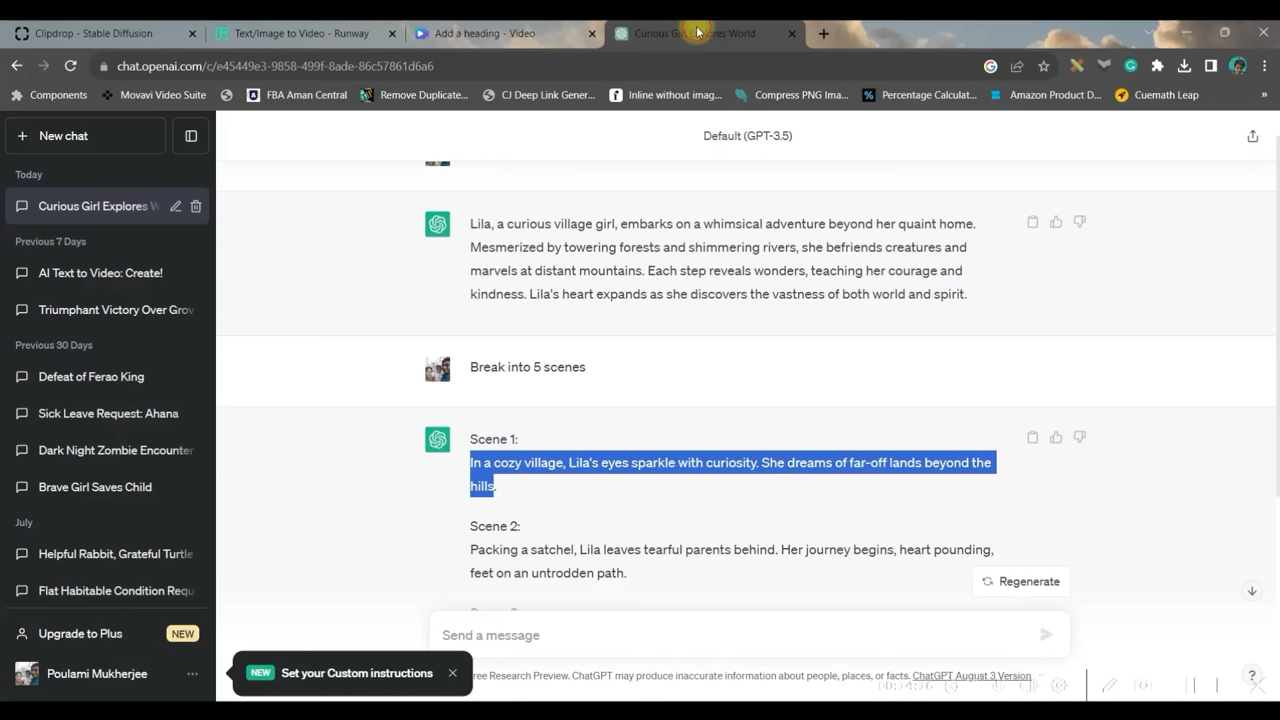 Clipdrop - Stable Diffusion
Text/Image to Video - Runway
Add a heading - Video
Curious Girl Explores World
chat.openai.com/c/e45449e3-9858-499f-8ade-86c57861d6a6
Components
Movavi Video Suite
FBA Aman Central
Remove Duplicate...
CJ Deep Link Gener...
Inline without imag...
Compress PNG Ima...
Percentage Calculat...
Amazon Product D...
Cuemath Leap
»
New chat
Default (GPT-3.5)
Today
Curious Girl Explores W
Previous 7 Days
AI Text to Video: Create!
Triumphant Victory Over Grov
Previous 30 Days
Defeat of Ferao King
Sick Leave Request: Ahana
Dark Night Zombie Encounter
Brave Girl Saves Child
July
Helpful Rabbit, Grateful Turtle
Flat Habitable Condition Requ
Upgrade to Plus
NEW
Poulami Mukherjee
Lila, a curious village girl, embarks on a whimsical adventure beyond her quaint home.
Mesmerized by towering forests and shimmering rivers, she befriends creatures and
marvels at distant mountains. Each step reveals wonders, teaching her courage and
kindness. Lila's heart expands as she discovers the vastness of both world and spirit.
Break into 5 scenes
Scene 1:
In a cozy village, Lila's eyes sparkle with curiosity. She dreams of far-off lands beyond the
hills.
Scene 2:
Packing a satchel, Lila leaves tearful parents behind. Her journey begins, heart pounding,
feet on an untrodden path.
Regenerate
Send a message
NEW Set your Custom instructions
ree Research Preview. ChatGPT may produce inaccurate information about people, places, or facts. ChatGPT August 3 Version
?